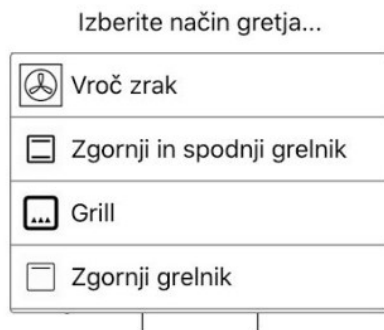 Izberite način gretja...
Vroč zrak
Zgornji in spodnji grelnik
Grill
Zgornji grelnik